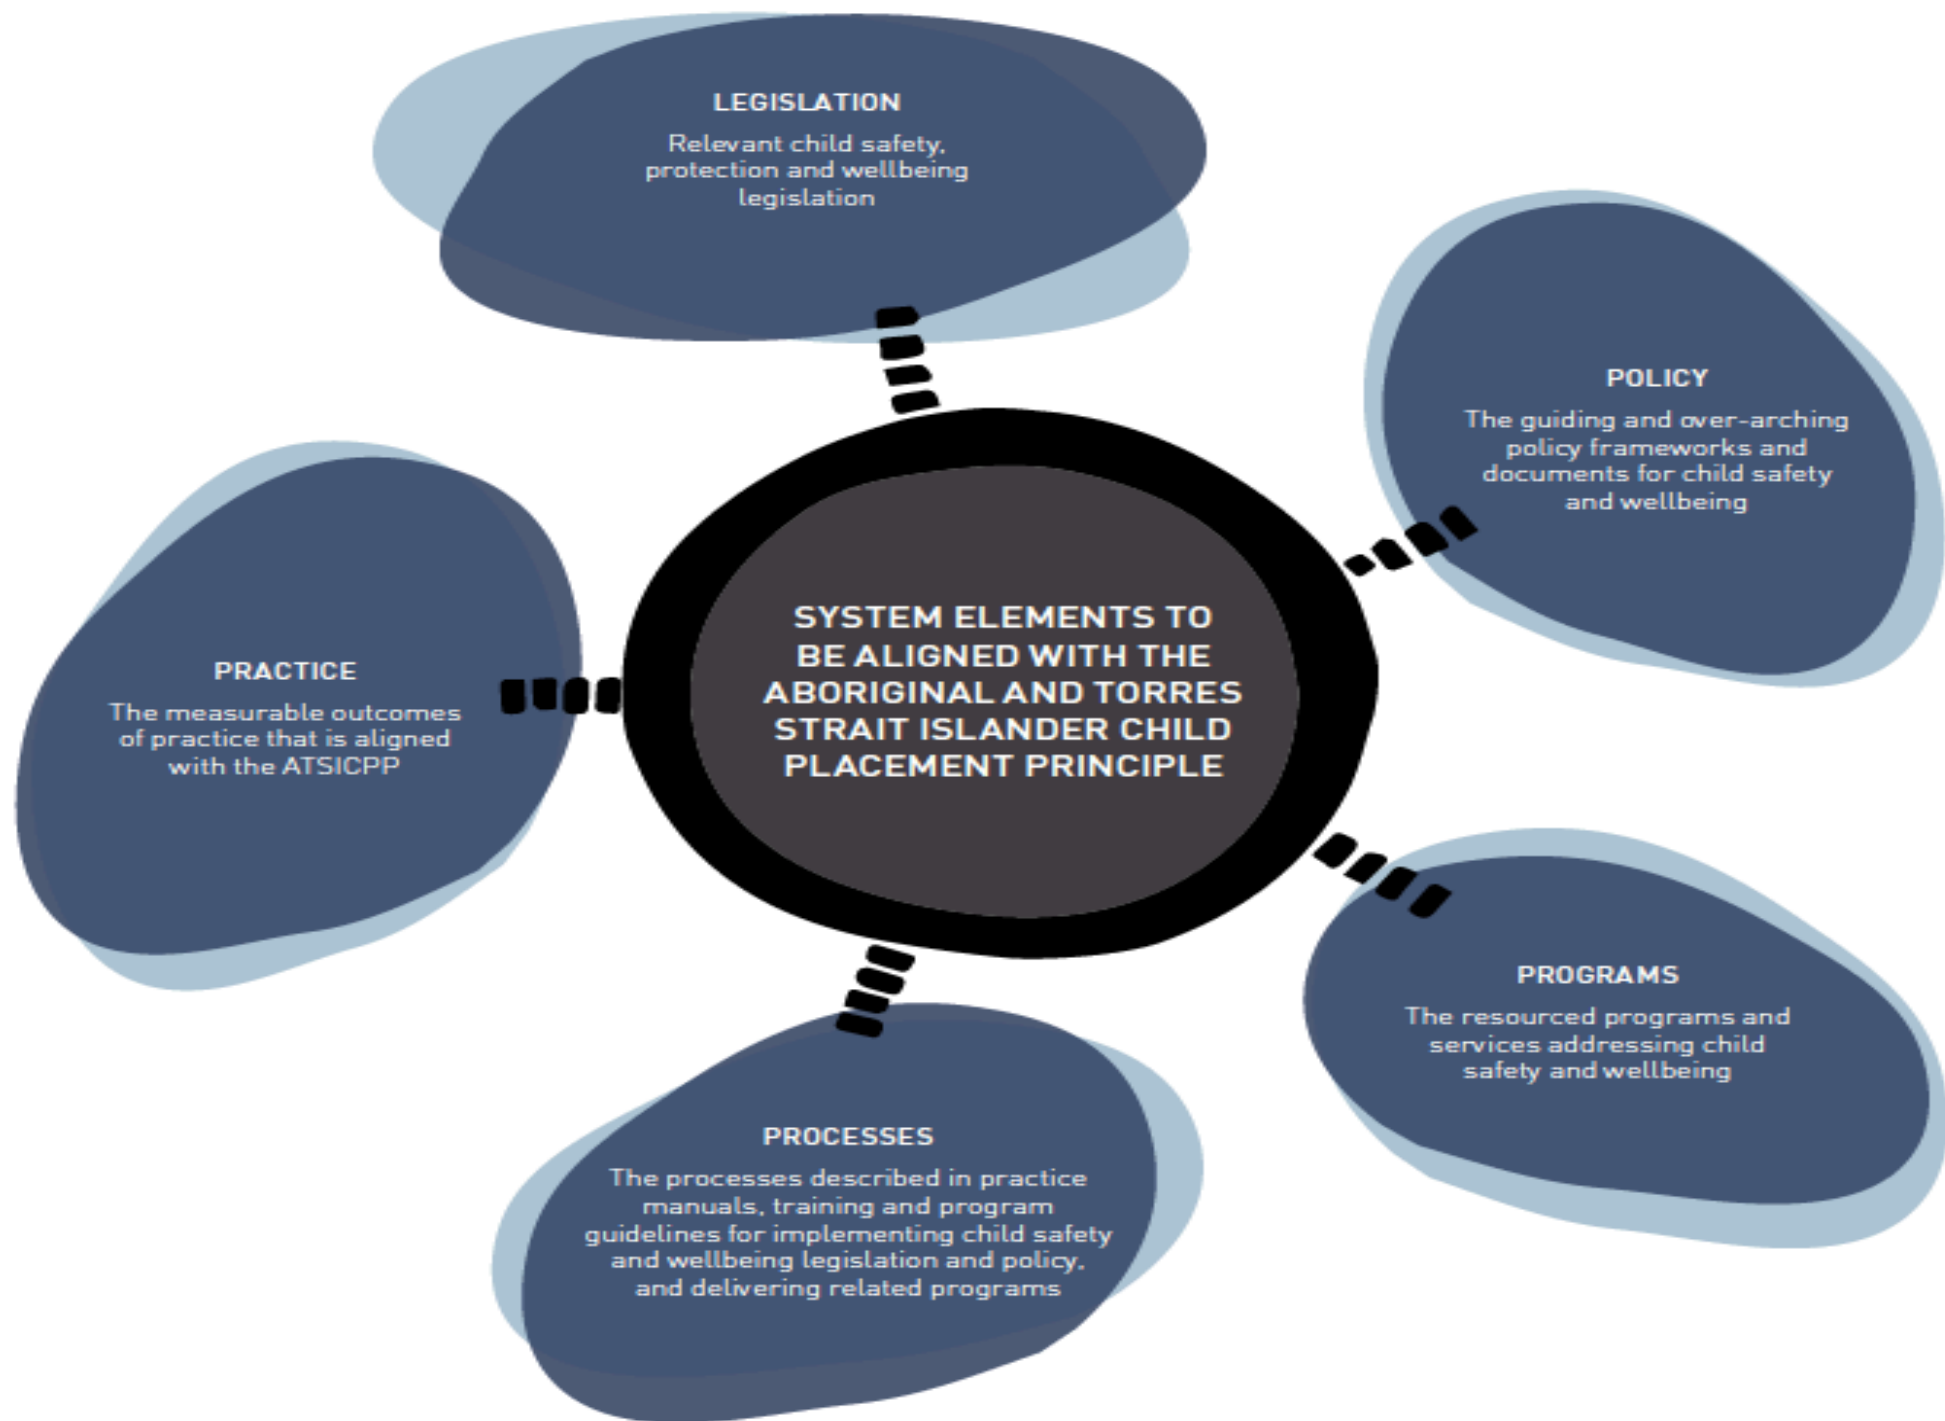 LEGISLATION
Relevant child safety,
protection and wellbeing
legislation
POLICY
The guiding and over-arching
policy frameworks and
documents for child safety
and wellbeing
SYSTEM ELEMENTS TO
BE ALIGNED WITH THE
ABORIGINAL AND TORRES
STRAIT ISLANDER CHILD
PLACEMENT PRINCIPLE
PRACTICE
The measurable outcomes
of practice that is aligned
with the ATSICPP
PROGRAMS
The resourced programs and
services addressing child
safety and wellbeing
PROCESSES
The processes described in practice
manuals, training and program
guidelines for implementing child safety
and wellbeing legislation and policy,
and delivering related programs